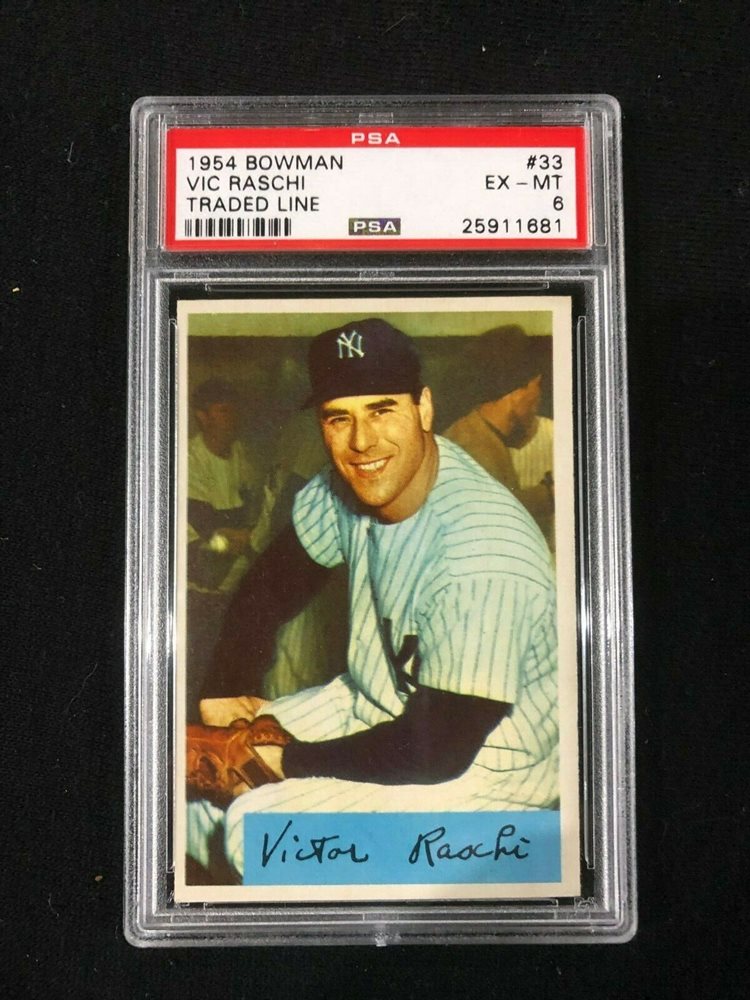 PSA
1954 BOWMAN #33
VIC RASCHI EX - MT
TRADED LINE 6
PSA 25911681
NY
Victor Raschi